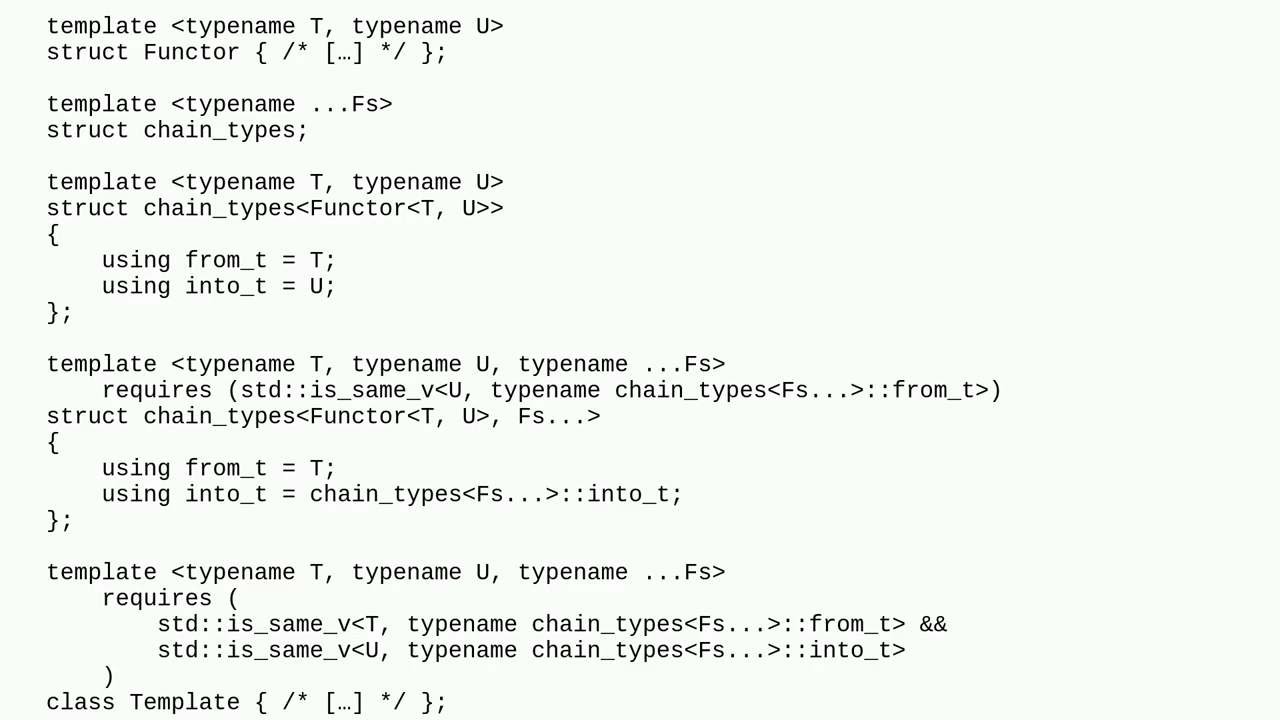 template <typename T, typename U>
struct Functor { /* […] */ };

template <typename ...Fs>
struct chain_types;

template <typename T, typename U>
struct chain_types<Functor<T, U>>
{
    using from_t = T;
    using into_t = U;
};

template <typename T, typename U, typename ...Fs>
    requires (std::is_same_v<U, typename chain_types<Fs...>::from_t>)
struct chain_types<Functor<T, U>, Fs...>
{
    using from_t = T;
    using into_t = chain_types<Fs...>::into_t;
};

template <typename T, typename U, typename ...Fs>
    requires (
        std::is_same_v<T, typename chain_types<Fs...>::from_t> &&
        std::is_same_v<U, typename chain_types<Fs...>::into_t>
    )
class Template { /* […] */ };